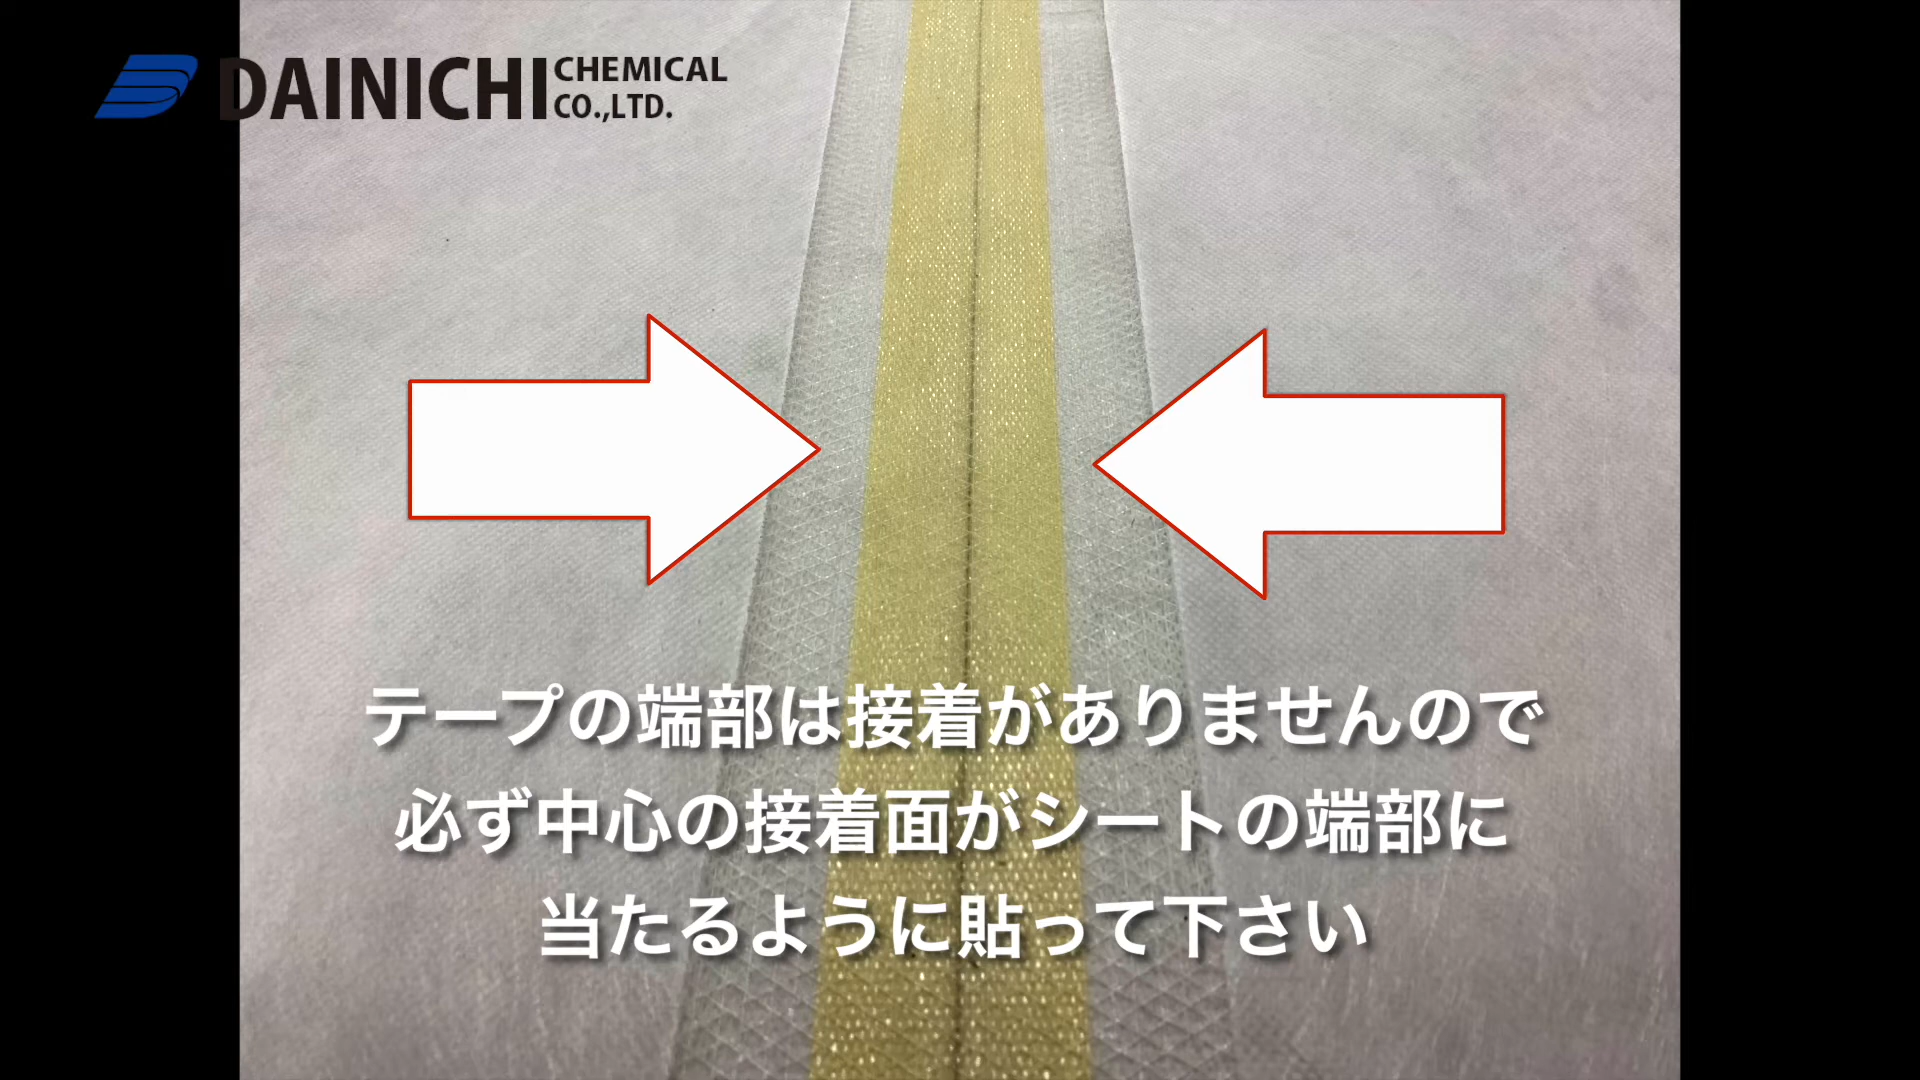 DAINICHI CHEMICAL CO.,LTD.
テープの端部は接着がありませんので
必ず中心の接着面がシートの端部に
当たるように貼って下さい